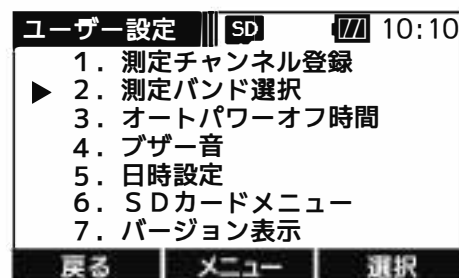 ユーザー設定 SD 10:10
1. 測定チャンネル登録
▶ 2. 測定バンド選択
3. オートパワーオフ時間
4. ブザー音
5. 日時設定
6. SDカードメニュー
7. バージョン表示
戻る メニュー 選択